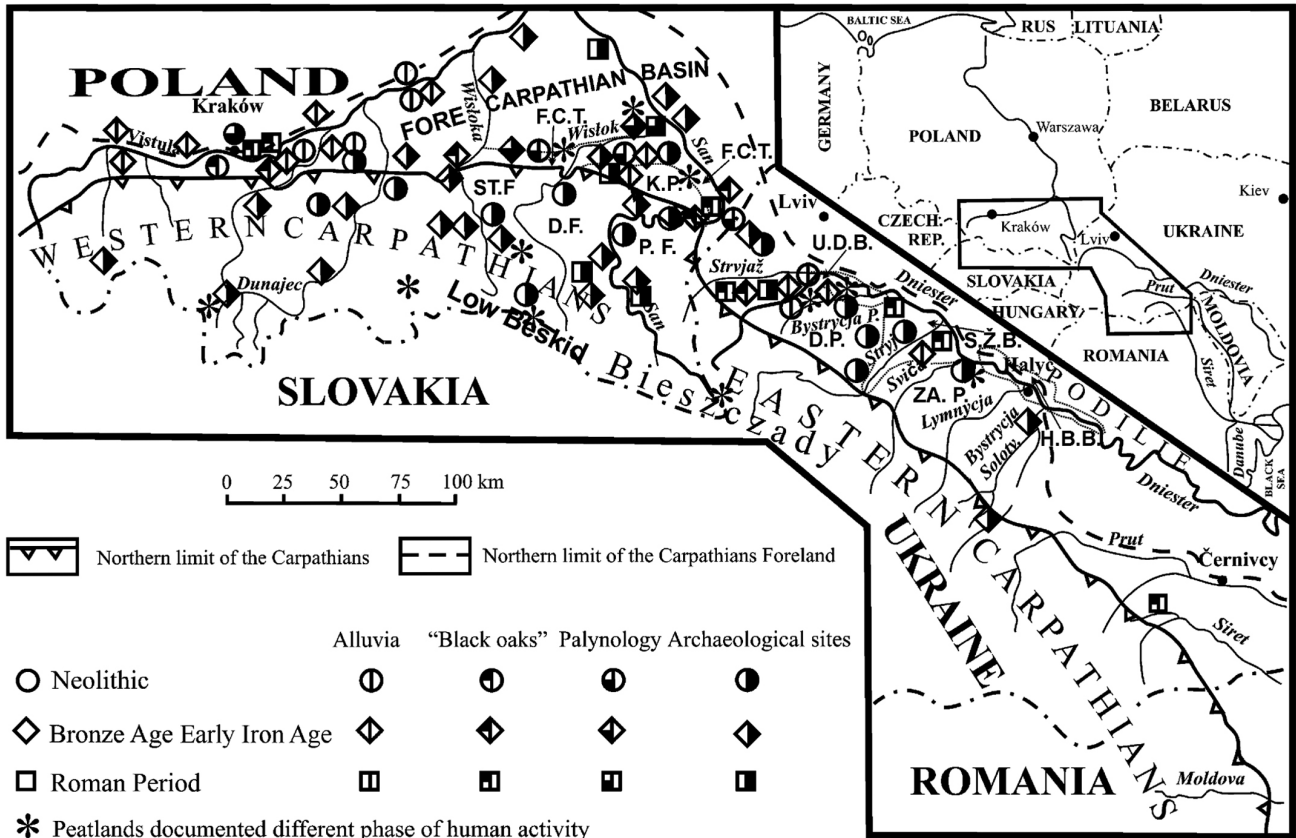 POLAND
Kraków
Vistula
Dunajec
Wisłoka
FORE CARPATHIAN BASIN
F.C.T.
Wisłok
San
F.C.T.
K.P.
ST.F
D.F.
P. F.
WESTERN CARPATHIANS
Low Beskid
San
Bieszczady
SLOVAKIA
Lviv
U.D.B.
Strvjaž
Dniester
Bystrycja P.
D.P.
Stryj
S.Ž.B.
Sviča
Halyč
ZA. P.
Lymnycja
PODILLE
Bystrycja
Solotv.
H.B.B.
Dniester
EASTERN CARPATHIANS
UKRAINE
Prut
Černivcy
Siret
ROMANIA
Moldova
BALTIC SEA
RUS
LITUANIA
GERMANY
POLAND
Warszawa
BELARUS
Kiev
CZECH.
REP.
Kraków
Lviv
UKRAINE
SLOVAKIA
HUNGARY
Prut
Dniester
MOLDOVIA
ROMANIA
Siret
Danube
BLACK
SEA
0 25 50 75 100 km
Northern limit of the Carpathians
Northern limit of the Carpathians Foreland
Alluvia “Black oaks” Palynology Archaeological sites
Neolithic
Bronze Age Early Iron Age
Roman Period
Peatlands documented different phase of human activity